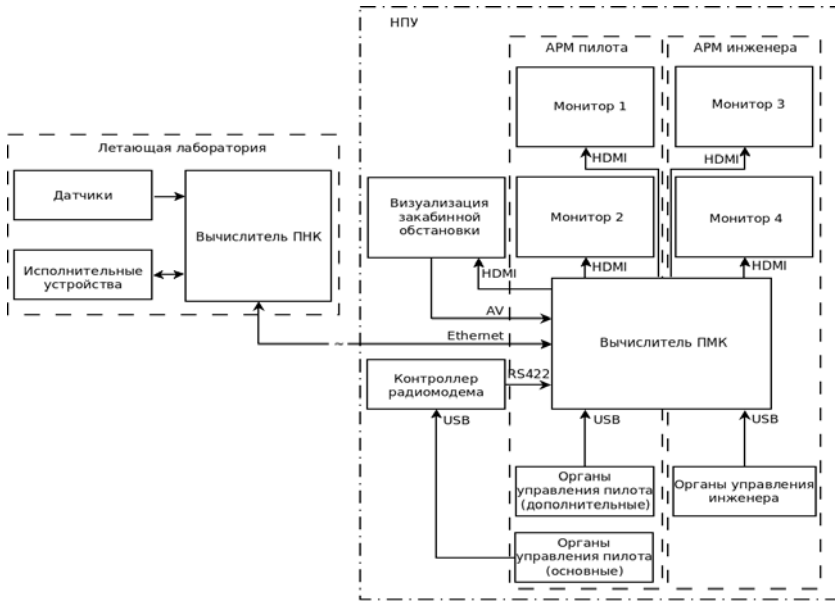 НПУ
АРМ пилота
АРМ инженера
Монитор 1
Монитор 3
HDMI
HDMI
Летающая лаборатория
Датчики
Вычислитель ПНК
Исполнительные
устройства
Визуализация
закабинной
обстановки
Монитор 2
Монитор 4
HDMI
HDMI
HDMI
AV
Ethernet
~
Вычислитель ПМК
Контроллер
радиомодема
RS422
USB
USB
USB
Органы
управления пилота
(дополнительные)
Органы управления
инженера
Органы
управления пилота
(основные)